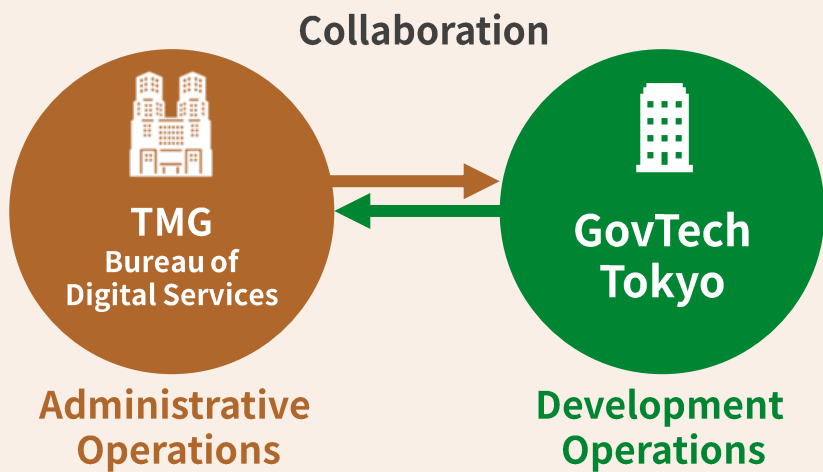 Collaboration
TMG
Bureau of
Digital Services
GovTech
Tokyo
Administrative
Operations
Development
Operations